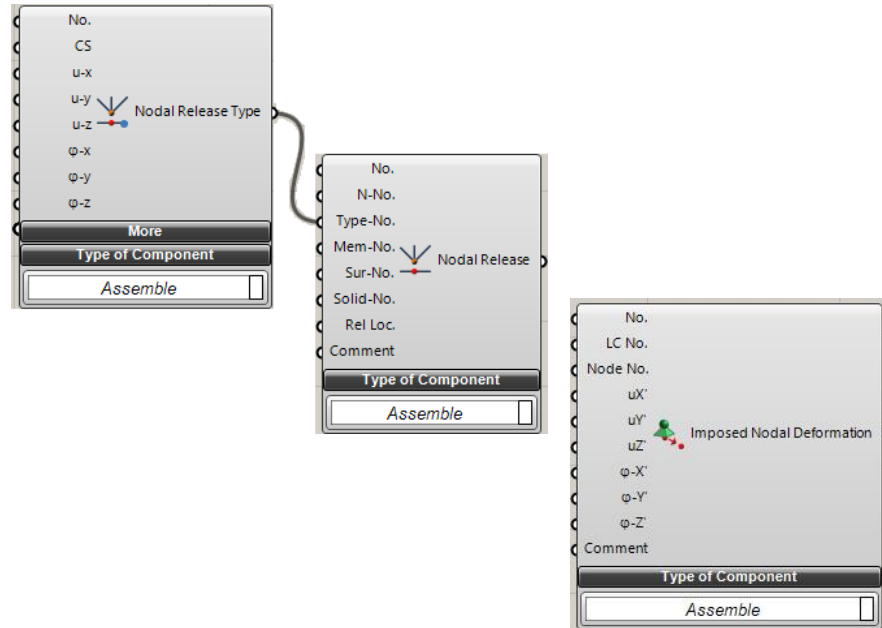 No.
CS
u-x
u-y
u-z
φ-x
φ-y
φ-z
Nodal Release Type
More
Type of Component
Assemble
No.
N-No.
Type-No.
Mem-No.
Sur-No.
Solid-No.
Rel Loc.
Comment
Nodal Release
Type of Component
Assemble
No.
LC No.
Node No.
uX'
uY'
uZ'
φ-X'
φ-Y'
φ-Z'
Comment
Imposed Nodal Deformation
Type of Component
Assemble